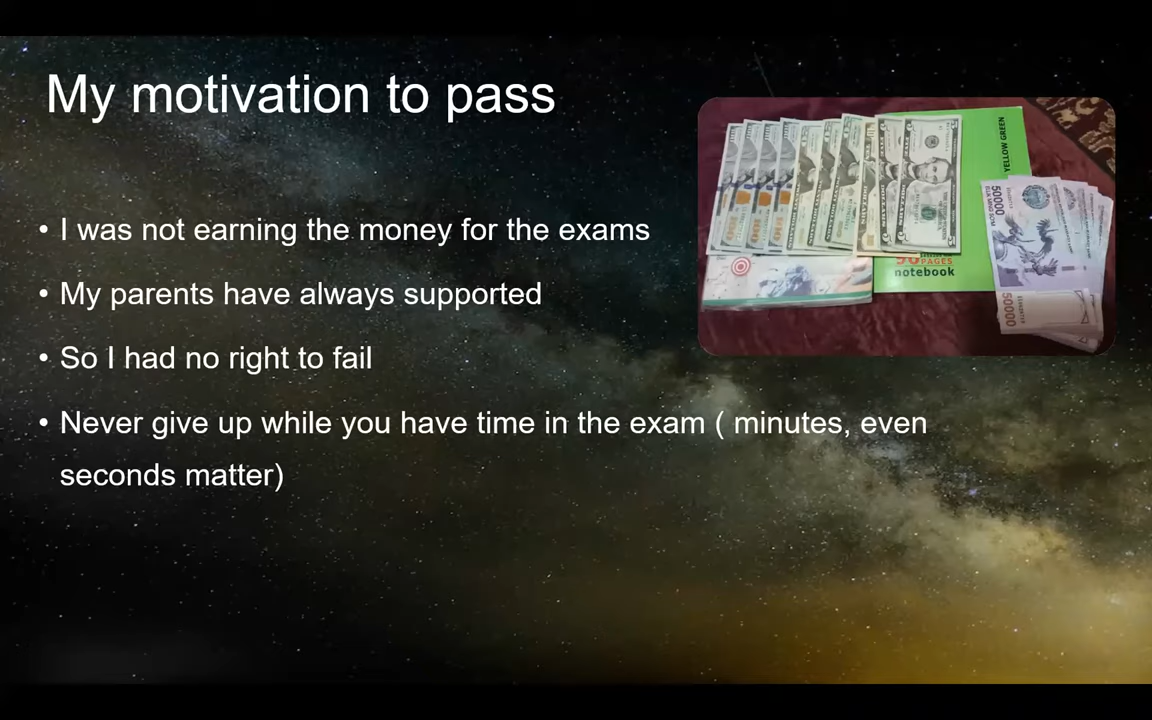 My motivation to pass
• I was not earning the money for the exams
• My parents have always supported
• So I had no right to fail
• Never give up while you have time in the exam ( minutes, even
seconds matter)
YELLOW GREEN
PAGES
notebook
50000
50000